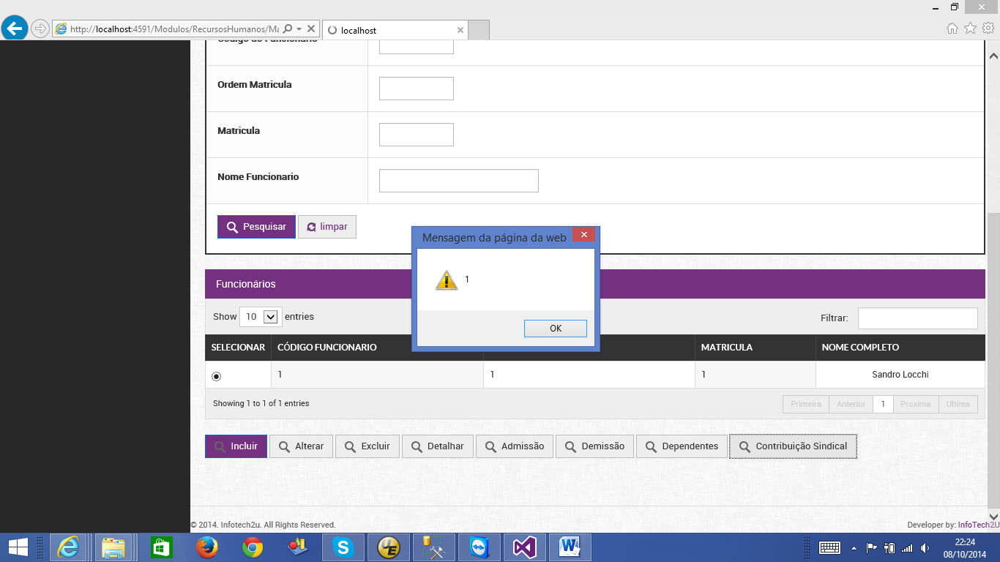 http://localhost:4591/Modulos/RecursosHumanos/Ma
localhost
Código do Funcionario
Ordem Matricula
Matricula
Nome Funcionario
Pesquisar limpar
Mensagem da página da web
1
OK
Funcionários
Show 10 entries
Filtrar:
SELECIONAR CÓDIGO FUNCIONARIO MATRICULA NOME COMPLETO
1 1 1 Sandro Locchi
Showing 1 to 1 of 1 entries
Primeira Anterior 1 Proxima Ultima
Incluir Alterar Excluir Detalhar Admissão Demissão Dependentes Contribuição Sindical
© 2014. Infotech2u. All Rights Reserved.
Developer by: InfoTech2U
22:24
08/10/2014